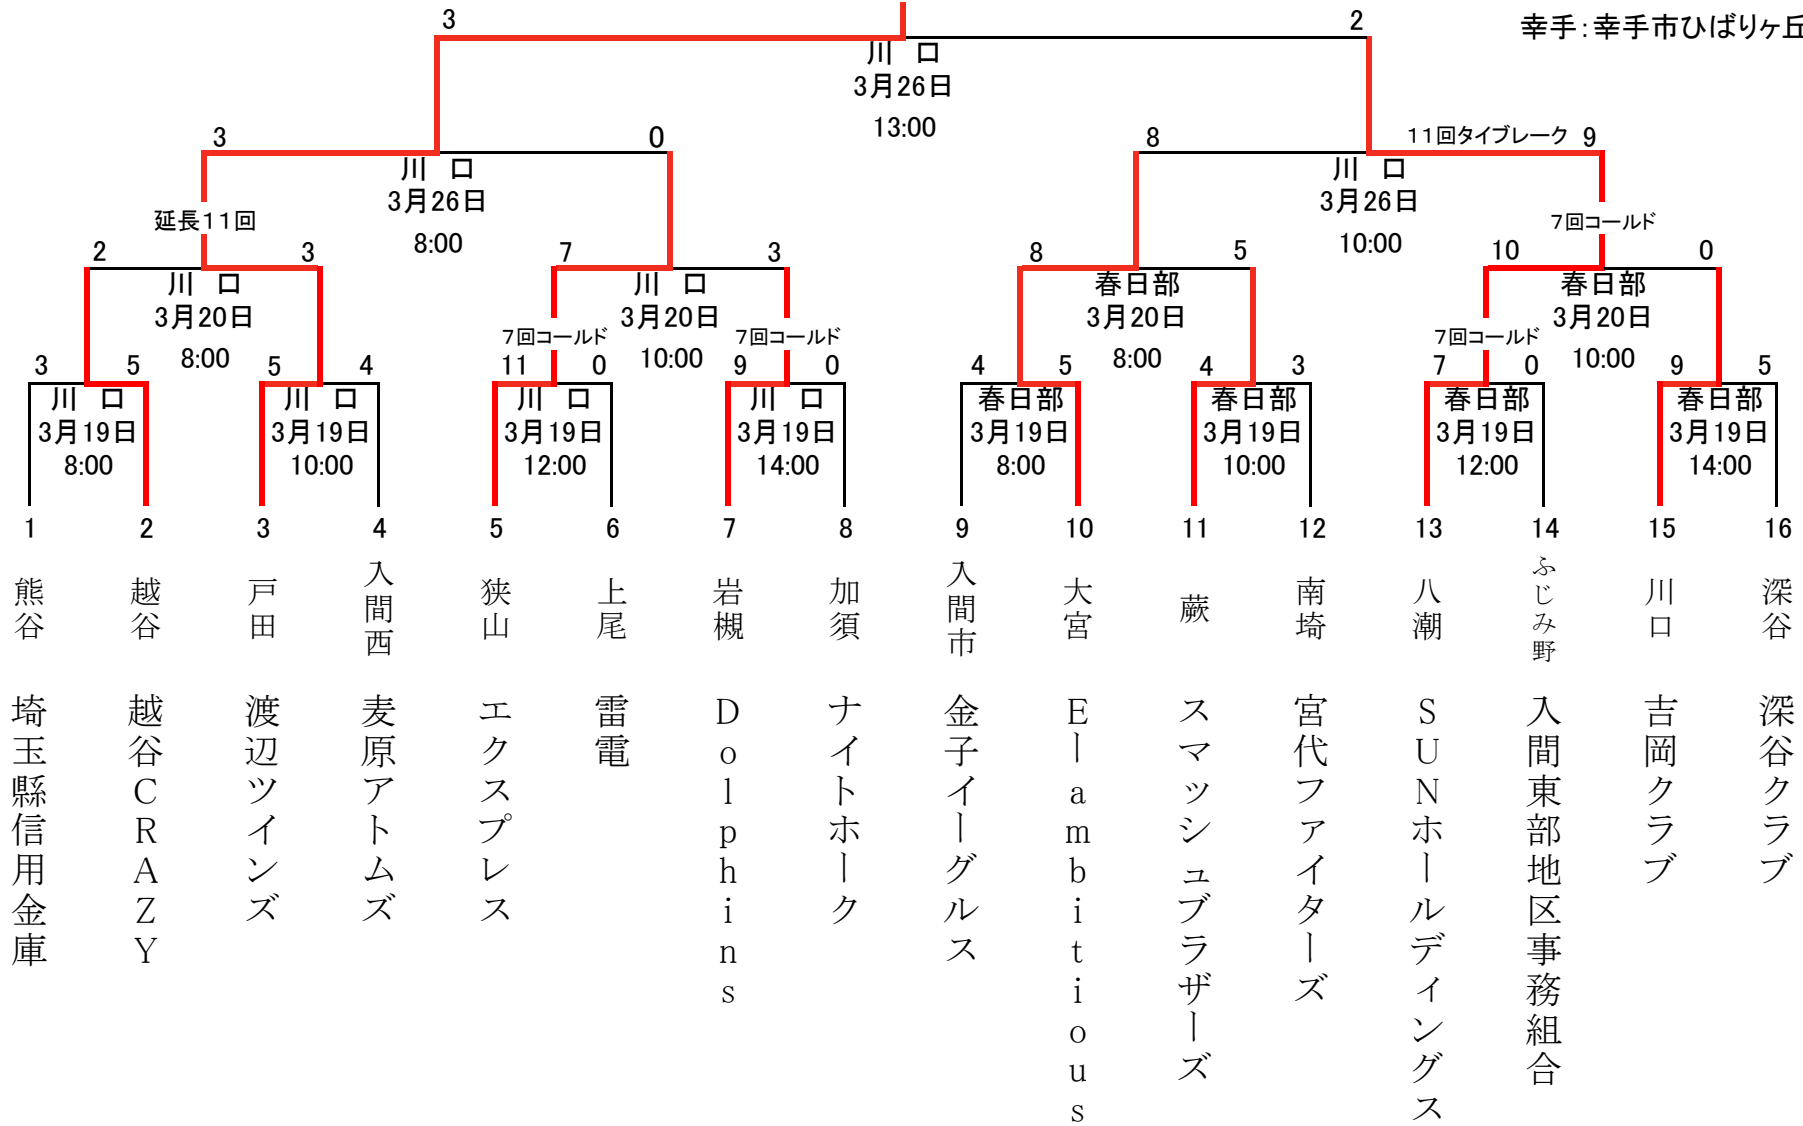 3
2
幸手：幸手市ひばりヶ丘
川 口
3月26日
13:00
3
0
8
11回タイブレーク 9
川 口
3月26日
8:00
川 口
3月26日
10:00
延長１１回
7回コールド
2
3
7
3
8
5
10
0
川 口
3月20日
8:00
川 口
3月20日
10:00
春日部
3月20日
8:00
春日部
3月20日
10:00
7回コールド
7回コールド
7回コールド
3
5
5
4
11
0
9
0
4
5
4
3
7
0
9
5
川 口
3月19日
8:00
川 口
3月19日
10:00
川 口
3月19日
12:00
川 口
3月19日
14:00
春日部
3月19日
8:00
春日部
3月19日
10:00
春日部
3月19日
12:00
春日部
3月19日
14:00
1
2
3
4
5
6
7
8
9
10
11
12
13
14
15
16
熊谷
越谷
戸田
入間西
狭山
上尾
岩槻
加須
入間市
大宮
蕨
南埼
八潮
ふじみ野
川口
深谷
埼玉縣信用金庫
越谷ＣＲＡＺＹ
渡辺ツインズ
麦原アトムズ
エクスプレス
雷電
Ｄｏｌｐｈｉｎｓ
ナイトホーク
金子イーグルス
Ｅｌａｍｂｉｔｉｏｕｓ
スマッシュブラザーズ
宮代ファイターズ
ＳＵＮホールディングス
入間東部地区事務組合
吉岡クラブ
深谷クラブ